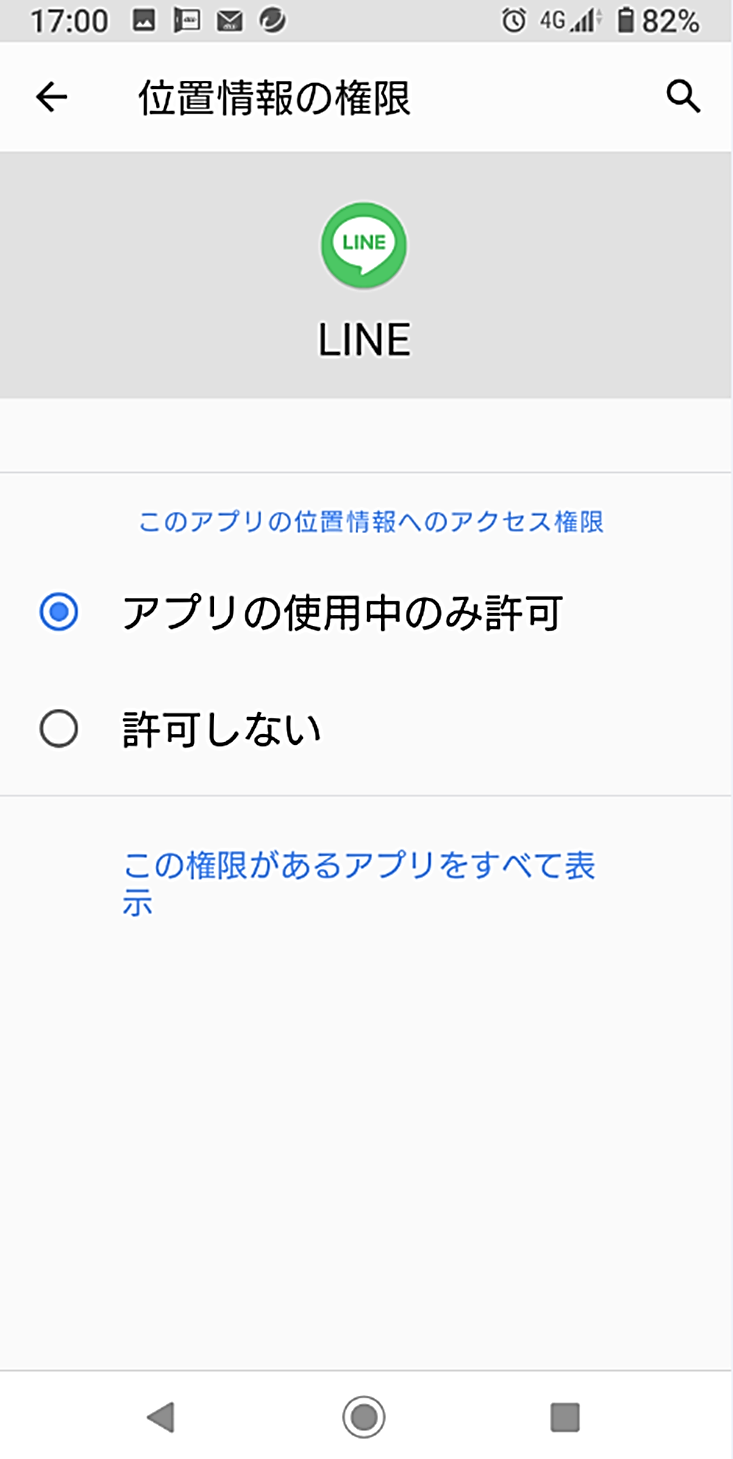 17:00 4G 82%
位置情報の権限
LINE
LINE
このアプリの位置情報へのアクセス権限
アプリの使用中のみ許可
許可しない
この権限があるアプリをすべて表
示